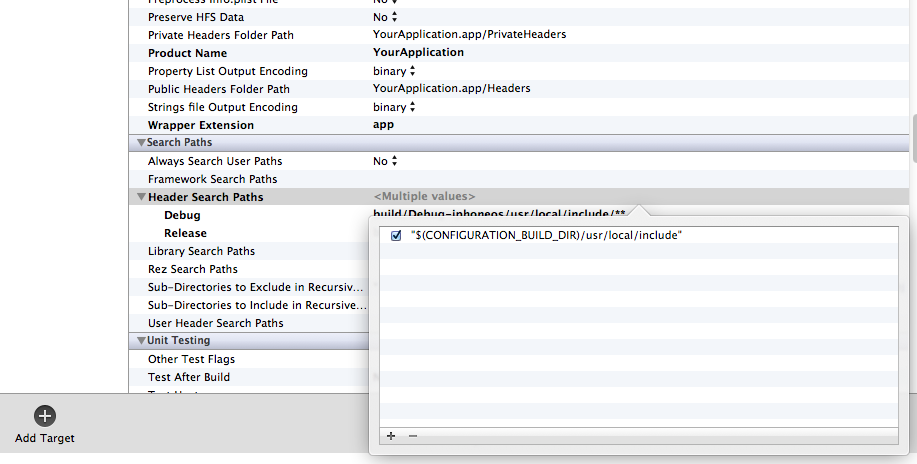 Preprocess Info.plist File No
Preserve HFS Data No
Private Headers Folder Path YourApplication.app/PrivateHeaders
Product Name YourApplication
Property List Output Encoding binary
Public Headers Folder Path YourApplication.app/Headers
Strings file Output Encoding binary
Wrapper Extension app
Search Paths
Always Search User Paths No
Framework Search Paths
Header Search Paths <Multiple values>
Debug build/Debug-iphoneos/usr/local/include/**
Release
"$(CONFIGURATION_BUILD_DIR)/usr/local/include"
Library Search Paths
Rez Search Paths
Sub-Directories to Exclude in Recursiv...
Sub-Directories to Include in Recursive...
User Header Search Paths
Unit Testing
Other Test Flags
Test After Build
Add Target